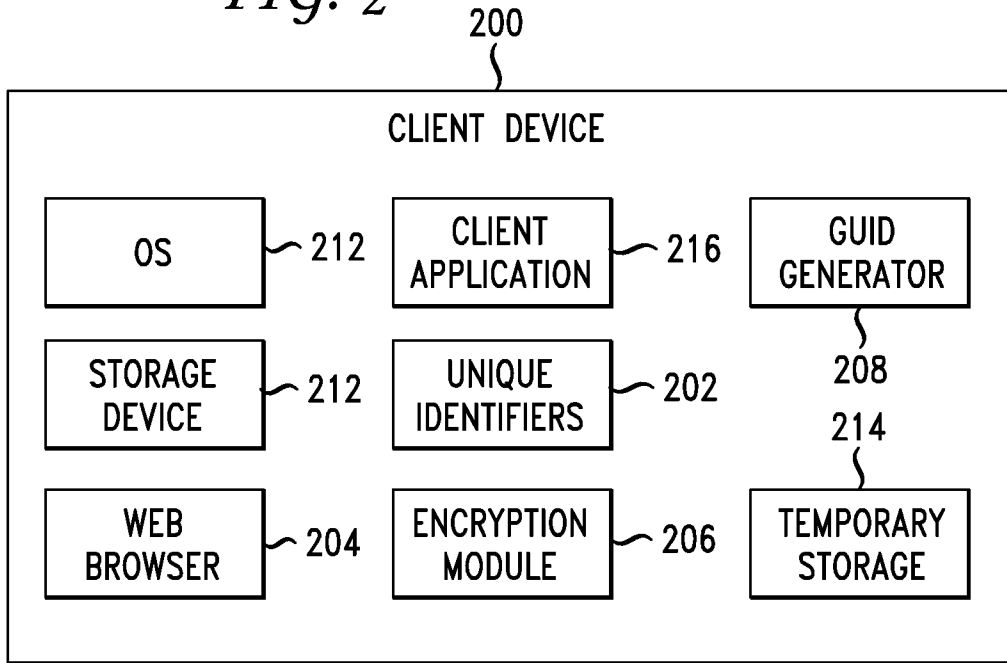 FIG. 2
200
CLIENT DEVICE
OS
212
CLIENT
APPLICATION
216
GUID
GENERATOR
208
STORAGE
DEVICE
212
UNIQUE
IDENTIFIERS
202
214
WEB
BROWSER
204
ENCRYPTION
MODULE
206
TEMPORARY
STORAGE